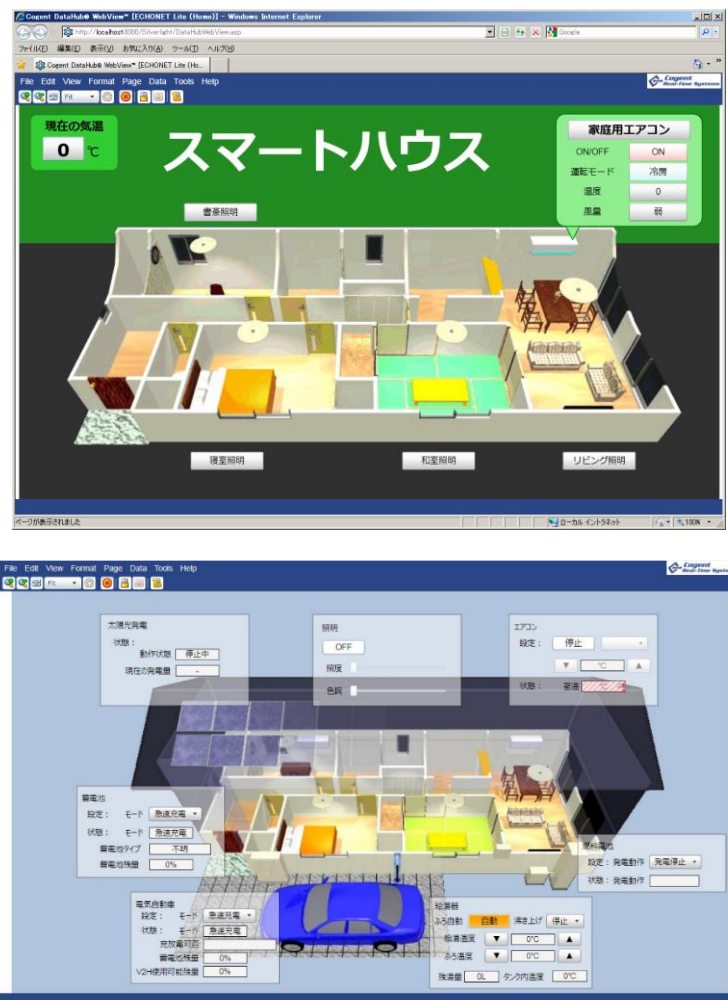 Cogent DataHub® WebView™ [ECHONET Lite (Home)] - Windows Internet Explorer
http://localhost:8080/Silverlight/DataHubWebView.asp
Google
ファイル(F) 編集(E) 表示(V) お気に入り(A) ツール(T) ヘルプ(H)
Cogent DataHub® WebView™ [ECHONET Lite (Ho...
File Edit View Format Page Data Tools Help
Cogent
Real-Time Systems
Fit
現在の気温
0 ℃
スマートハウス
家庭用エアコン
ON/OFF ON
運転モード 冷房
温度 0
風量 弱
書斎照明
寝室照明
和室照明
リビング照明
ページが表示されました
ローカル イントラネット
100%
File Edit View Format Page Data Tools Help
Cogent
Real-Time Syste
Fit
太陽光発電
状態：
動作状態 停止中
現在の発電量 -
照明
OFF
照度
色調
エアコン
設定： 停止 -
▼ ℃ ▲
状態： 室温 ℃
蓄電池
設定： モード 急速充電
状態： モード 急速充電
蓄電池タイプ 不明
蓄電池残量 0%
燃料電池
設定：発電動作 発電停止
状態：発電動作
電気自動車
設定： モード 急速充電
状態： モード 急速充電
充放電可否
蓄電池残量 0%
V2H使用可能残量 0%
給湯器
ふろ自動 自動 沸き上げ 停止
給湯温度 ▼ 0℃ ▲
ふろ温度 ▼ 0℃ ▲
残湯量 0L タンク内温度 0℃